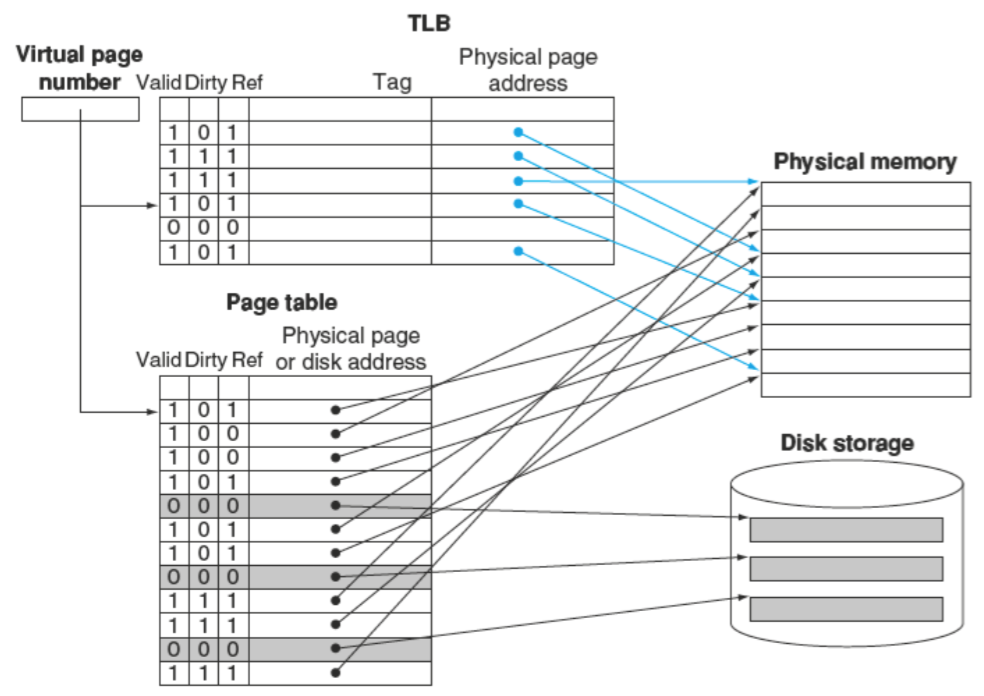 TLB
Virtual page
number
Valid Dirty Ref
Tag
Physical page
address
1 0 1
1 1 1
1 1 1
1 0 1
0 0 0
1 0 1
Physical memory
Page table
Physical page
Valid Dirty Ref or disk address
1 0 1
1 0 0
1 0 0
1 0 1
0 0 0
1 0 1
1 0 1
0 0 0
1 1 1
1 1 1
0 0 0
1 1 1
Disk storage